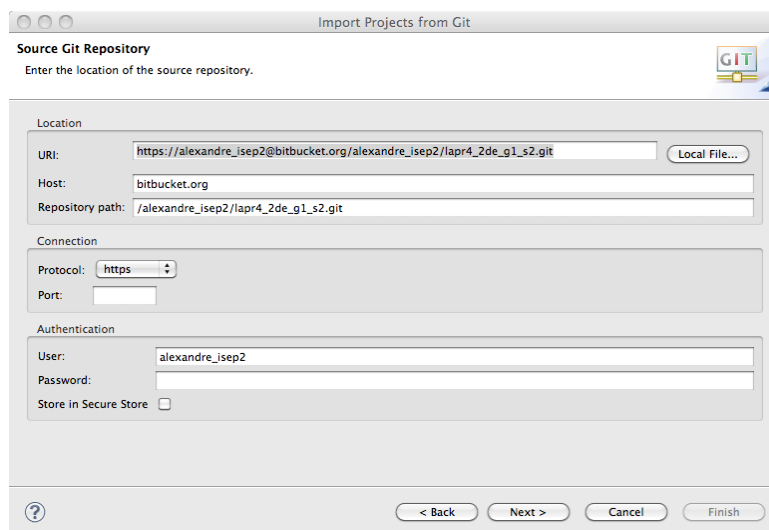 Import Projects from Git
Source Git Repository
Enter the location of the source repository.
GIT
Location
URI: https://alexandre_isep2@bitbucket.org/alexandre_isep2/lapr4_2de_g1_s2.git Local File...
Host: bitbucket.org
Repository path: /alexandre_isep2/lapr4_2de_g1_s2.git
Connection
Protocol: https
Port:
Authentication
User: alexandre_isep2
Password:
Store in Secure Store
? < Back Next > Cancel Finish